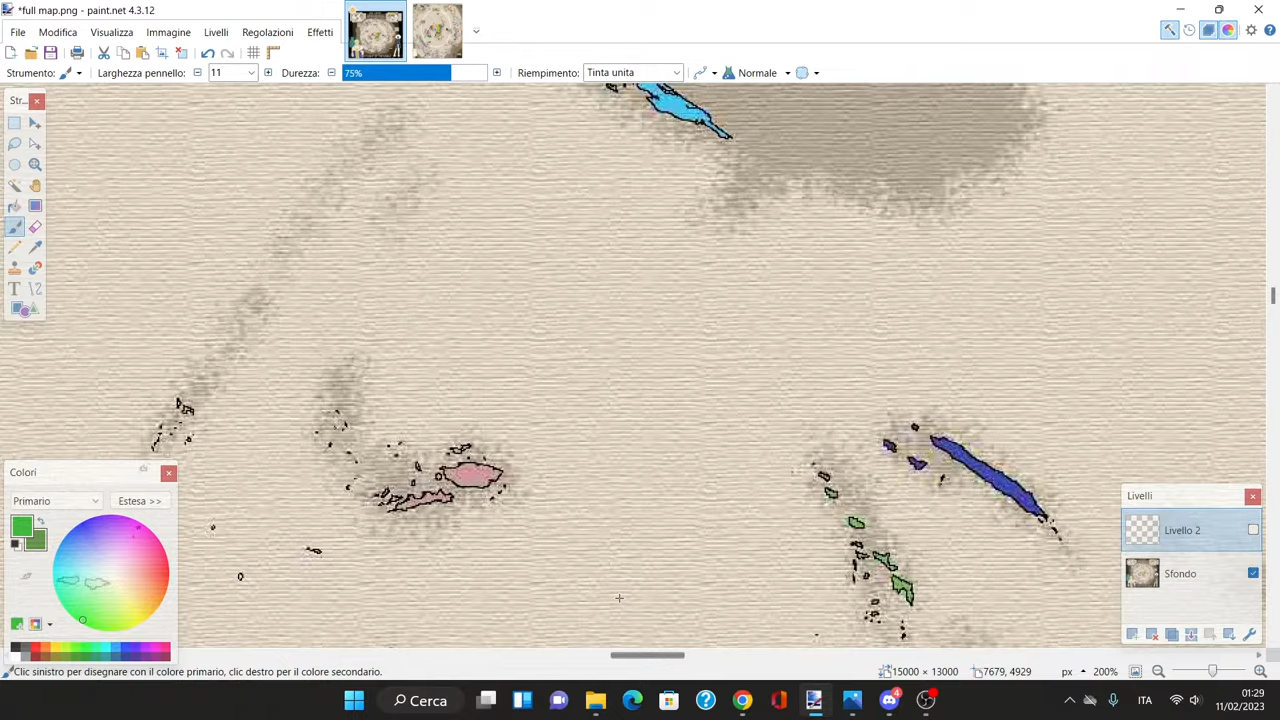 *full map.png - paint.net 4.3.12
File Modifica Visualizza Immagine Livelli Regolazioni Effetti
Strumento: Larghezza pennello: 11 Durezza: 75% Riempimento: Tinta unita Normale
Str...
Colori
Primario Estesa >>
Livelli
Livello 2
Sfondo
Clic sinistro per disegnare con il colore primario, clic destro per il colore secondario. 15000 × 13000 7679, 4929 px 200%
Cerca 4 ITA 01:29
11/02/2023